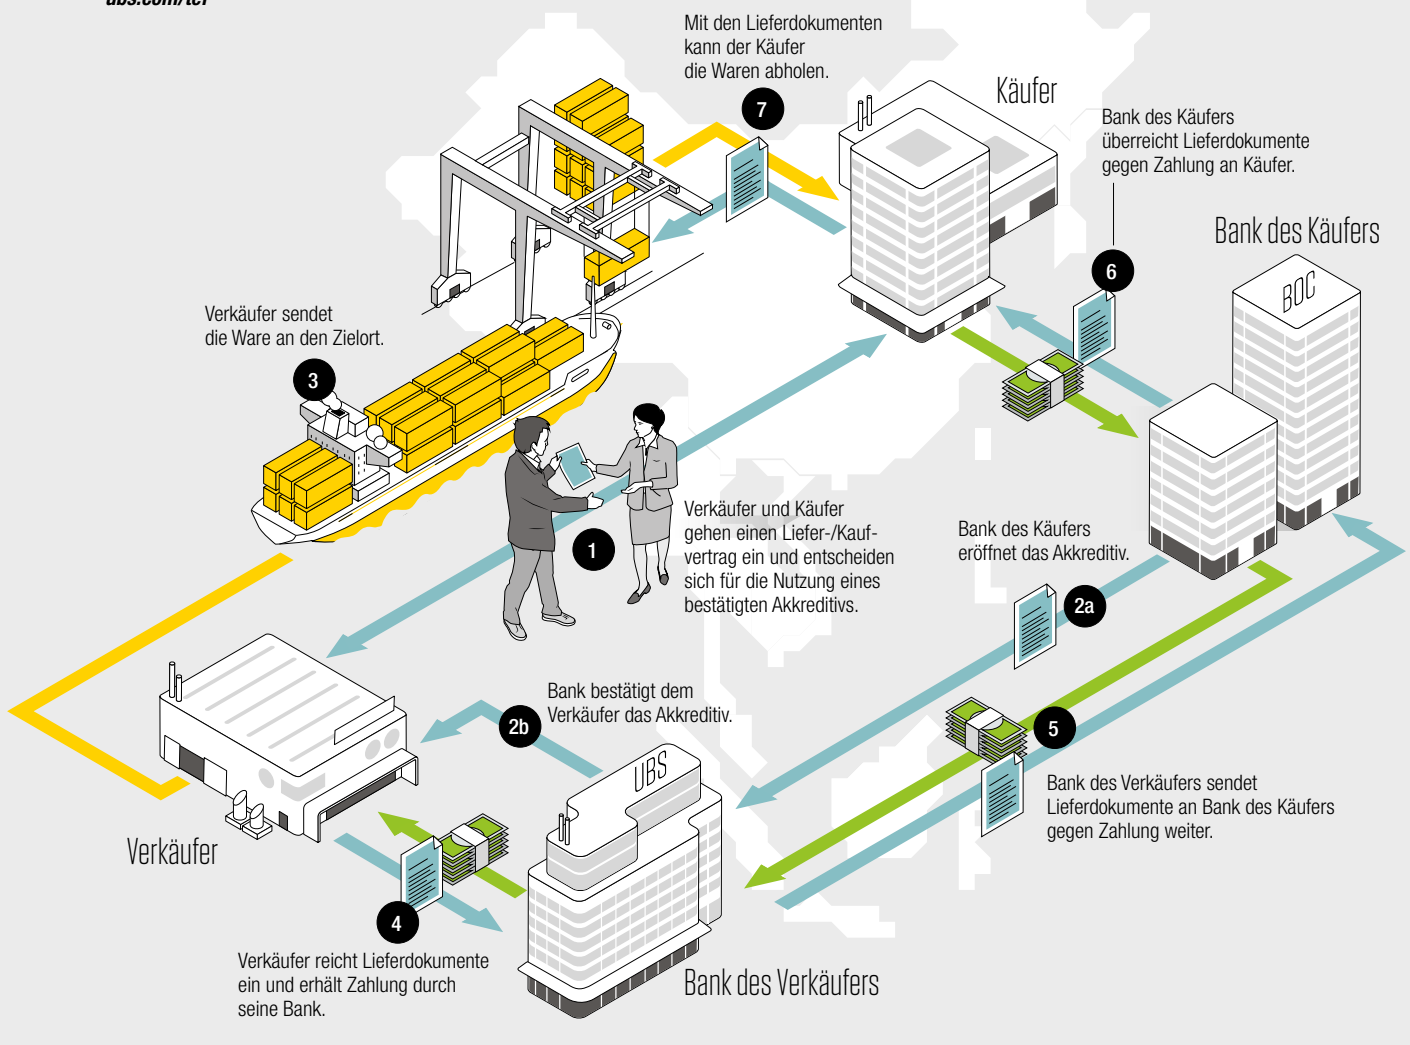 Mit den Lieferdokumenten
kann der Käufer
die Waren abholen.
7
Käufer
Bank des Käufers
überreicht Lieferdokumente
gegen Zahlung an Käufer.
Bank des Käufers
6
BOC
Verkäufer sendet
die Ware an den Zielort.
3
1
Verkäufer und Käufer
gehen einen Liefer-/Kauf-
vertrag ein und entscheiden
sich für die Nutzung eines
bestätigten Akkreditivs.
Bank des Käufers
eröffnet das Akkreditiv.
2a
Bank bestätigt dem
Verkäufer das Akkreditiv.
2b
UBS
5
Bank des Verkäufers sendet
Lieferdokumente an Bank des Käufers
gegen Zahlung weiter.
Verkäufer
4
Verkäufer reicht Lieferdokumente
ein und erhält Zahlung durch
seine Bank.
Bank des Verkäufers